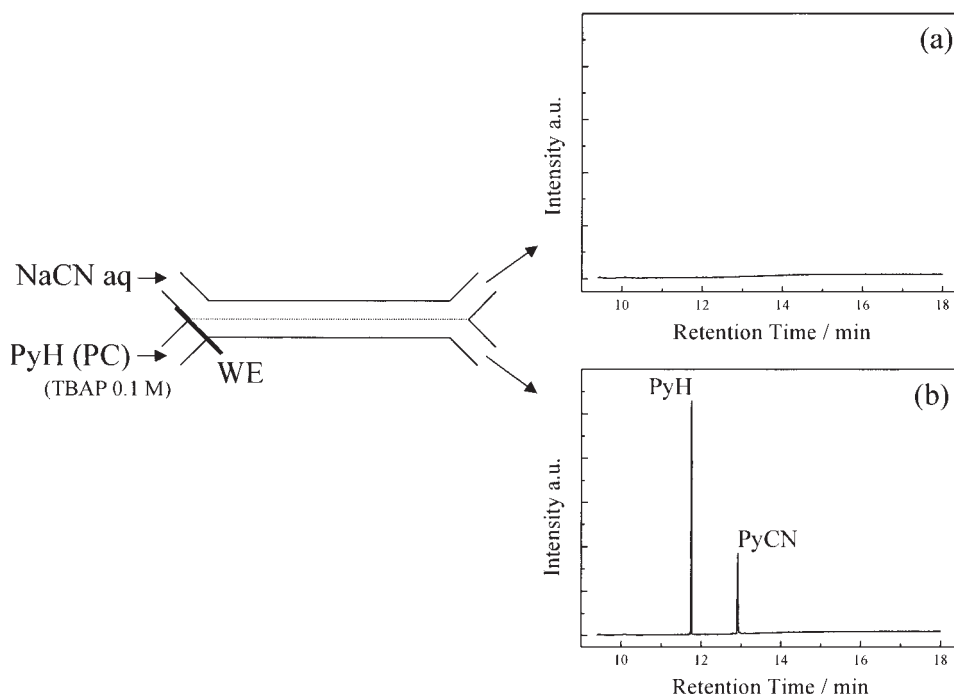 (a)
Intensity a.u.
10 12 14 16 18
Retention Time / min
NaCN aq
PyH (PC)
(TBAP 0.1 M)
WE
(b)
PyH
PyCN
Intensity a.u.
10 12 14 16 18
Retention Time / min